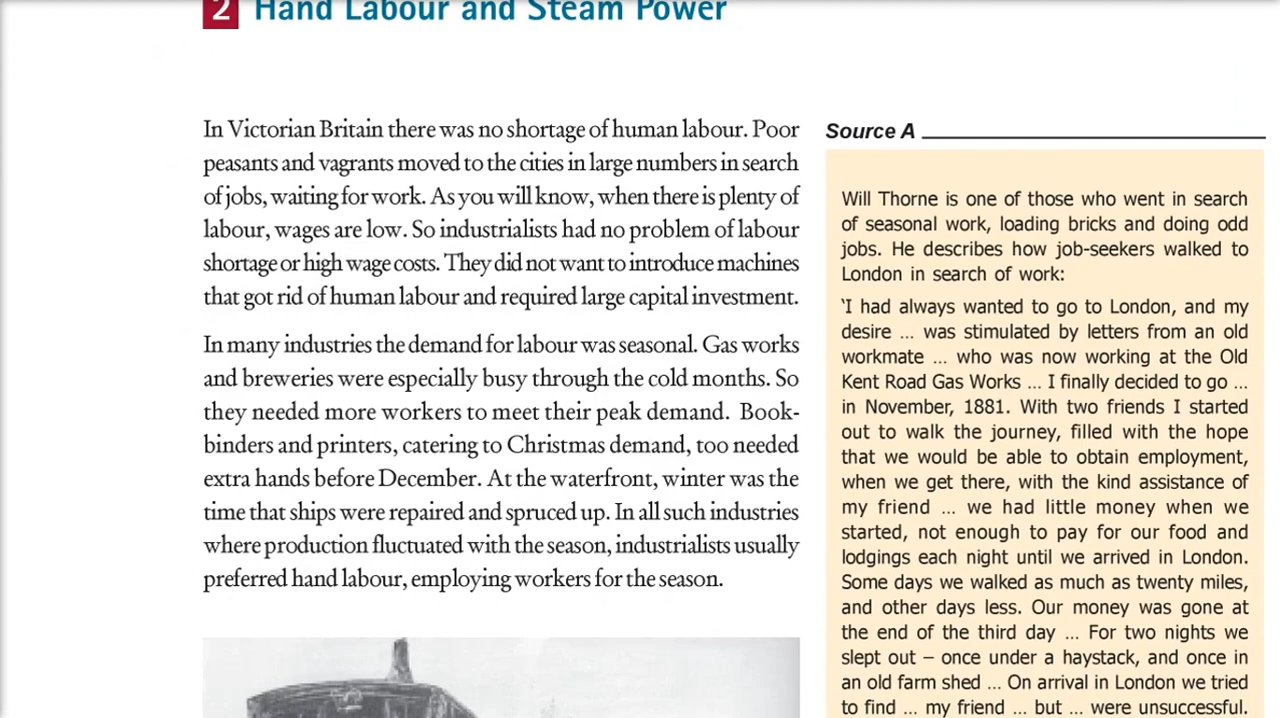 2 Hand Labour and Steam Power
In Victorian Britain there was no shortage of human labour. Poor
peasants and vagrants moved to the cities in large numbers in search
of jobs, waiting for work. As you will know, when there is plenty of
labour, wages are low. So industrialists had no problem of labour
shortage or high wage costs. They did not want to introduce machines
that got rid of human labour and required large capital investment.
In many industries the demand for labour was seasonal. Gas works
and breweries were especially busy through the cold months. So
they needed more workers to meet their peak demand. Book-
binders and printers, catering to Christmas demand, too needed
extra hands before December. At the waterfront, winter was the
time that ships were repaired and spruced up. In all such industries
where production fluctuated with the season, industrialists usually
preferred hand labour, employing workers for the season.
Source A
Will Thorne is one of those who went in search
of seasonal work, loading bricks and doing odd
jobs. He describes how job-seekers walked to
London in search of work:
‘I had always wanted to go to London, and my
desire … was stimulated by letters from an old
workmate … who was now working at the Old
Kent Road Gas Works … I finally decided to go …
in November, 1881. With two friends I started
out to walk the journey, filled with the hope
that we would be able to obtain employment,
when we get there, with the kind assistance of
my friend … we had little money when we
started, not enough to pay for our food and
lodgings each night until we arrived in London.
Some days we walked as much as twenty miles,
and other days less. Our money was gone at
the end of the third day … For two nights we
slept out – once under a haystack, and once in
an old farm shed … On arrival in London we tried
to find … my friend … but … were unsuccessful.